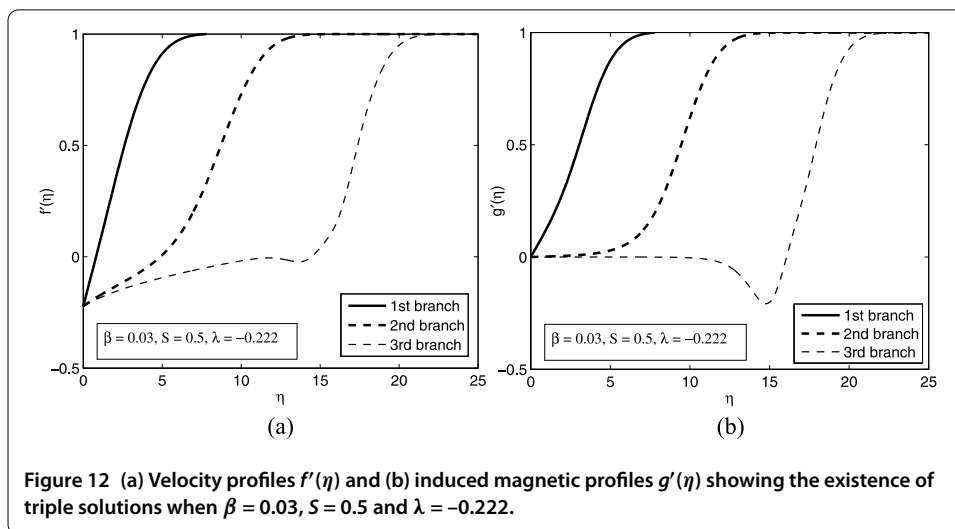 1
0.5
0
−0.5
f′(η)
0
5
10
15
20
25
η
β = 0.03, S = 0.5, λ = −0.222
1st branch
2nd branch
3rd branch
(a)
1
0.5
0
−0.5
g′(η)
0
5
10
15
20
25
η
β = 0.03, S = 0.5, λ = −0.222
1st branch
2nd branch
3rd branch
(b)
Figure 12 (a) Velocity profiles f′(η) and (b) induced magnetic profiles g′(η) showing the existence of
triple solutions when β = 0.03, S = 0.5 and λ = –0.222.